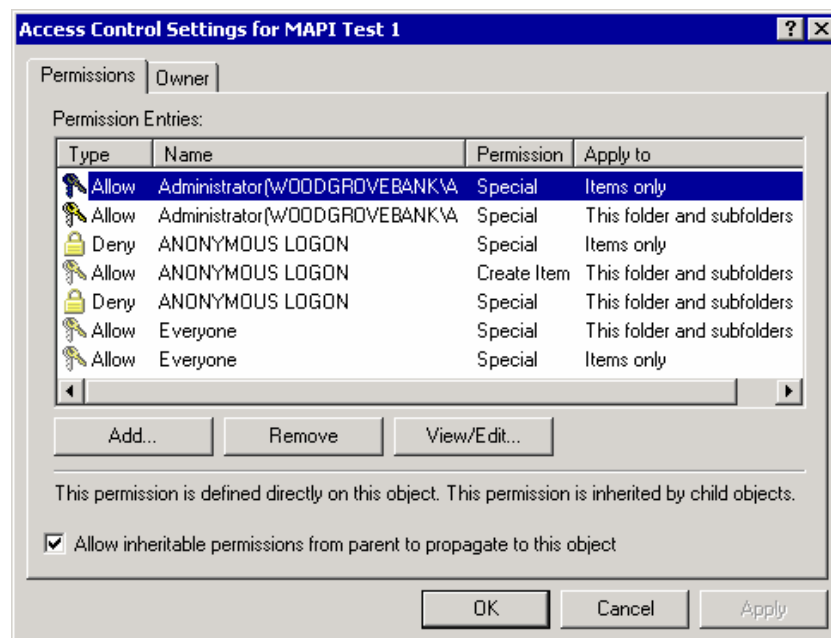 Access Control Settings for MAPI Test 1
Permissions Owner
Permission Entries:
Type Name Permission Apply to
Allow Administrator(WOODGROVEBANK\A Special Items only
Allow Administrator(WOODGROVEBANK\A Special This folder and subfolders
Deny ANONYMOUS LOGON Special Items only
Allow ANONYMOUS LOGON Create Item This folder and subfolders
Deny ANONYMOUS LOGON Special This folder and subfolders
Allow Everyone Special This folder and subfolders
Allow Everyone Special Items only
Add... Remove View/Edit...
This permission is defined directly on this object. This permission is inherited by child objects.
Allow inheritable permissions from parent to propagate to this object
OK Cancel Apply